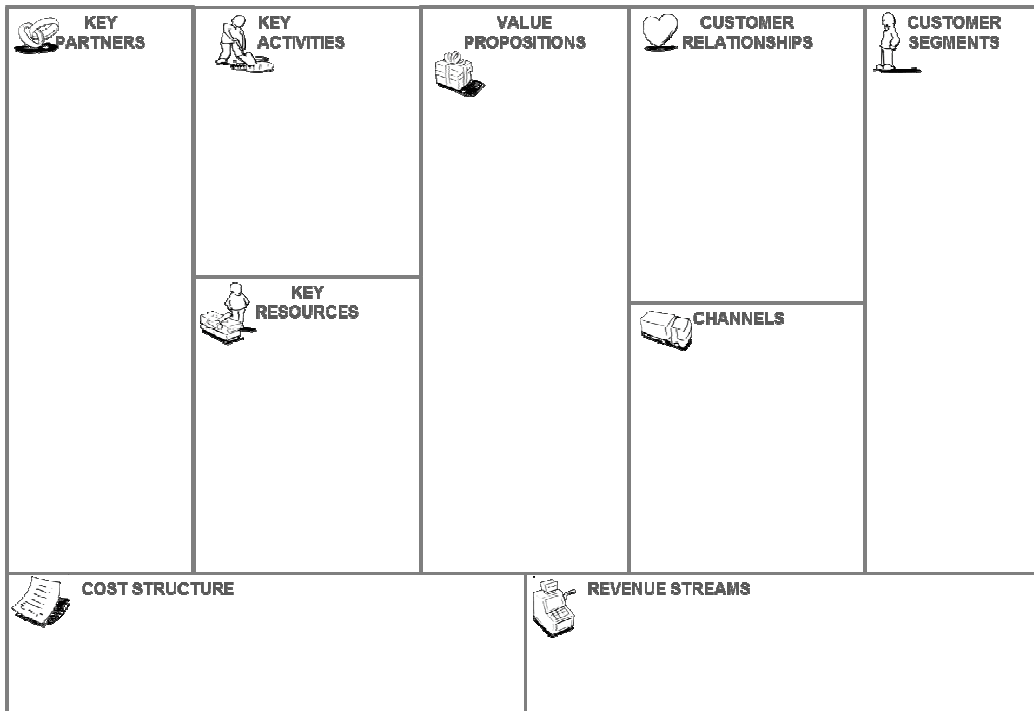 KEY
PARTNERS
KEY
ACTIVITIES
VALUE
PROPOSITIONS
CUSTOMER
RELATIONSHIPS
CUSTOMER
SEGMENTS
KEY
RESOURCES
CHANNELS
COST STRUCTURE
REVENUE STREAMS